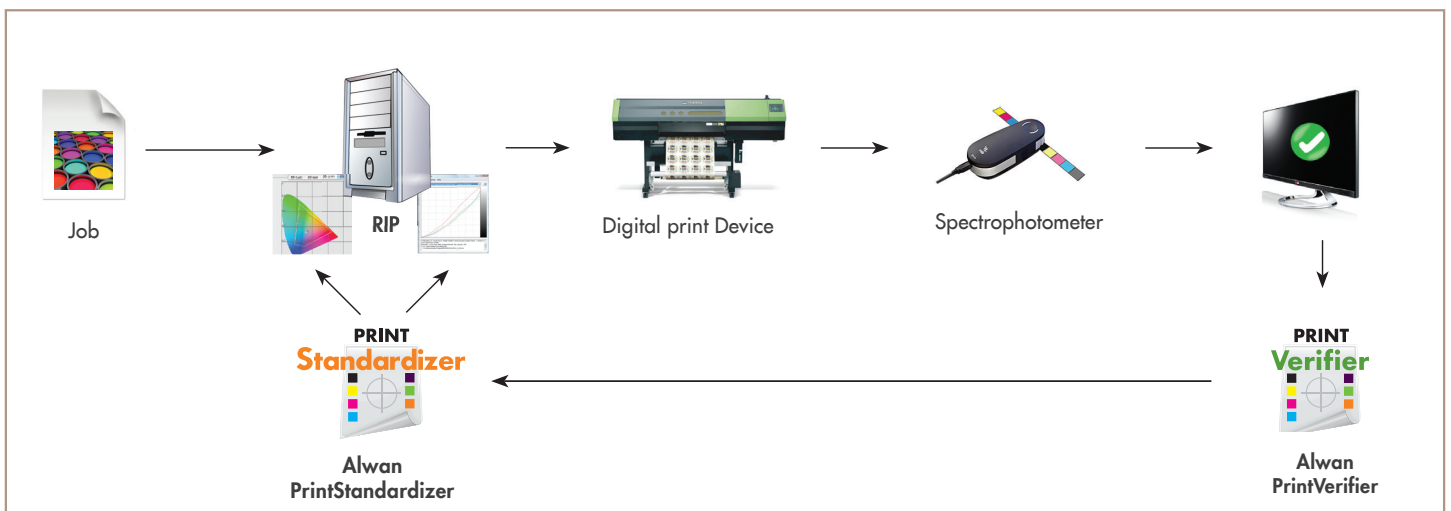 Job
RIP
Digital print Device
Spectrophotometer
PRINT
Standardizer
Alwan
PrintStandardizer
PRINT
Verifier
Alwan
PrintVerifier